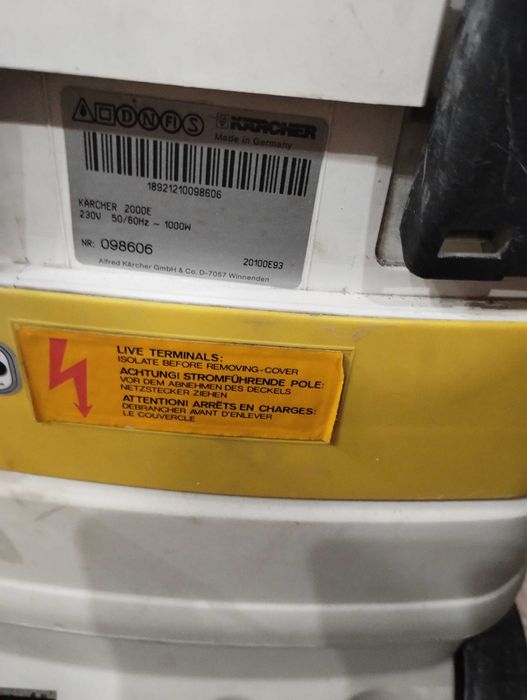 D N FI S KÄRCHER
Made in Germany
18921210098606
KÄRCHER 2000E
230V 50/60Hz ~ 1000W
NR: 098606
20100E93
Alfred Kärcher GmbH & Co. D-7057 Winnenden
LIVE TERMINALS:
ISOLATE BEFORE REMOVING-COVER
ACHTUNG! STROMFÜHRENDE POLE:
VOR DEM ABNEHMEN DES DECKELS
NETZSTECKER ZIEHEN
ATTENTION! ARRÊTS EN CHARGES:
DEBRANCHER AVANT D'ENLEVER
LE COUVERCLE